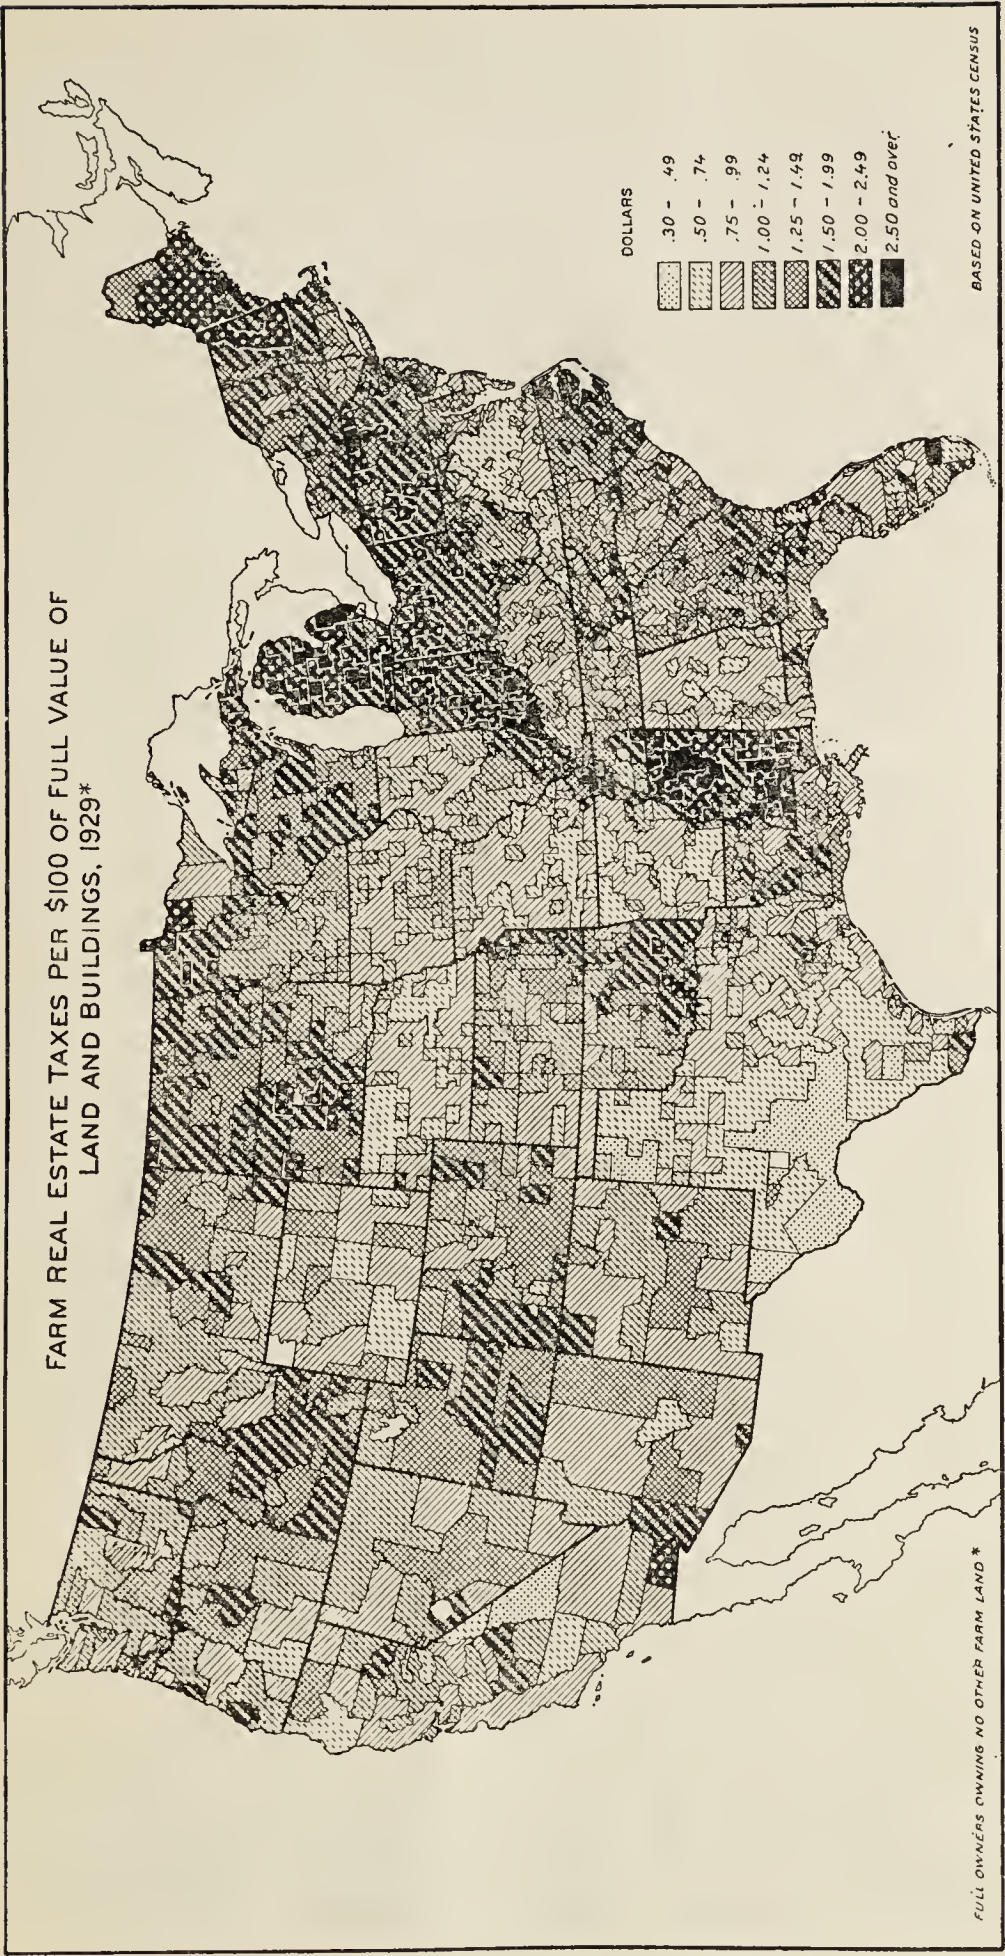 FARM REAL ESTATE TAXES PER $100 OF FULL VALUE OF
LAND AND BUILDINGS, 1929*
DOLLARS
.30 - .49
.50 - .74
.75 - .99
1.00 - 1.24
1.25 - 1.49
1.50 - 1.99
2.00 - 2.49
2.50 and over
FULL OWNERS OWNING NO OTHER FARM LAND *
BASED ON UNITED STATES CENSUS